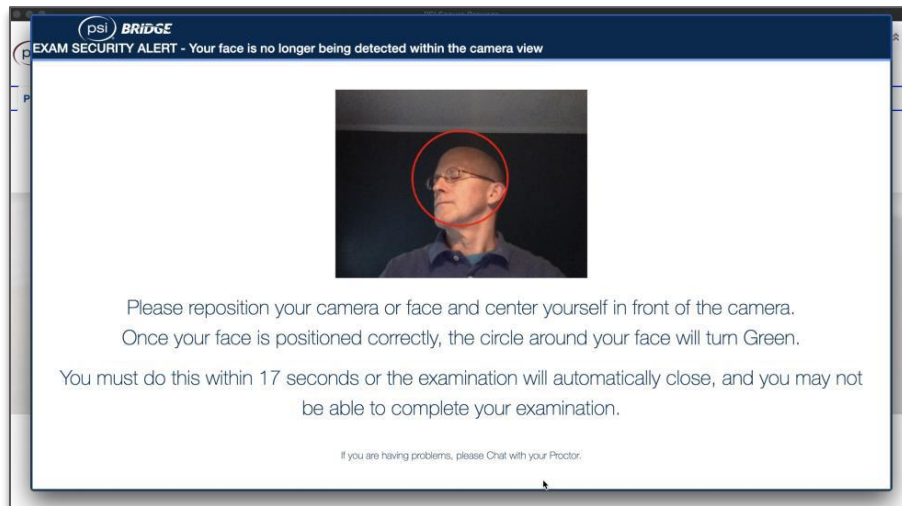 psi BRIDGE
EXAM SECURITY ALERT - Your face is no longer being detected within the camera view
Please reposition your camera or face and center yourself in front of the camera.
Once your face is positioned correctly, the circle around your face will turn Green.
You must do this within 17 seconds or the examination will automatically close, and you may not
be able to complete your examination.
If you are having problems, please Chat with your Proctor.